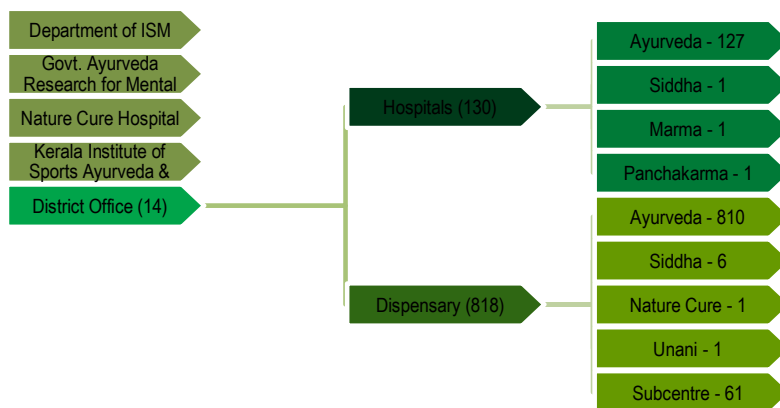 Department of ISM
Govt. Ayurveda
Research for Mental
Nature Cure Hospital
Kerala Institute of
Sports Ayurveda &
District Office (14)
Hospitals (130)
Dispensary (818)
Ayurveda - 127
Siddha - 1
Marma - 1
Panchakarma - 1
Ayurveda - 810
Siddha - 6
Nature Cure - 1
Unani - 1
Subcentre - 61